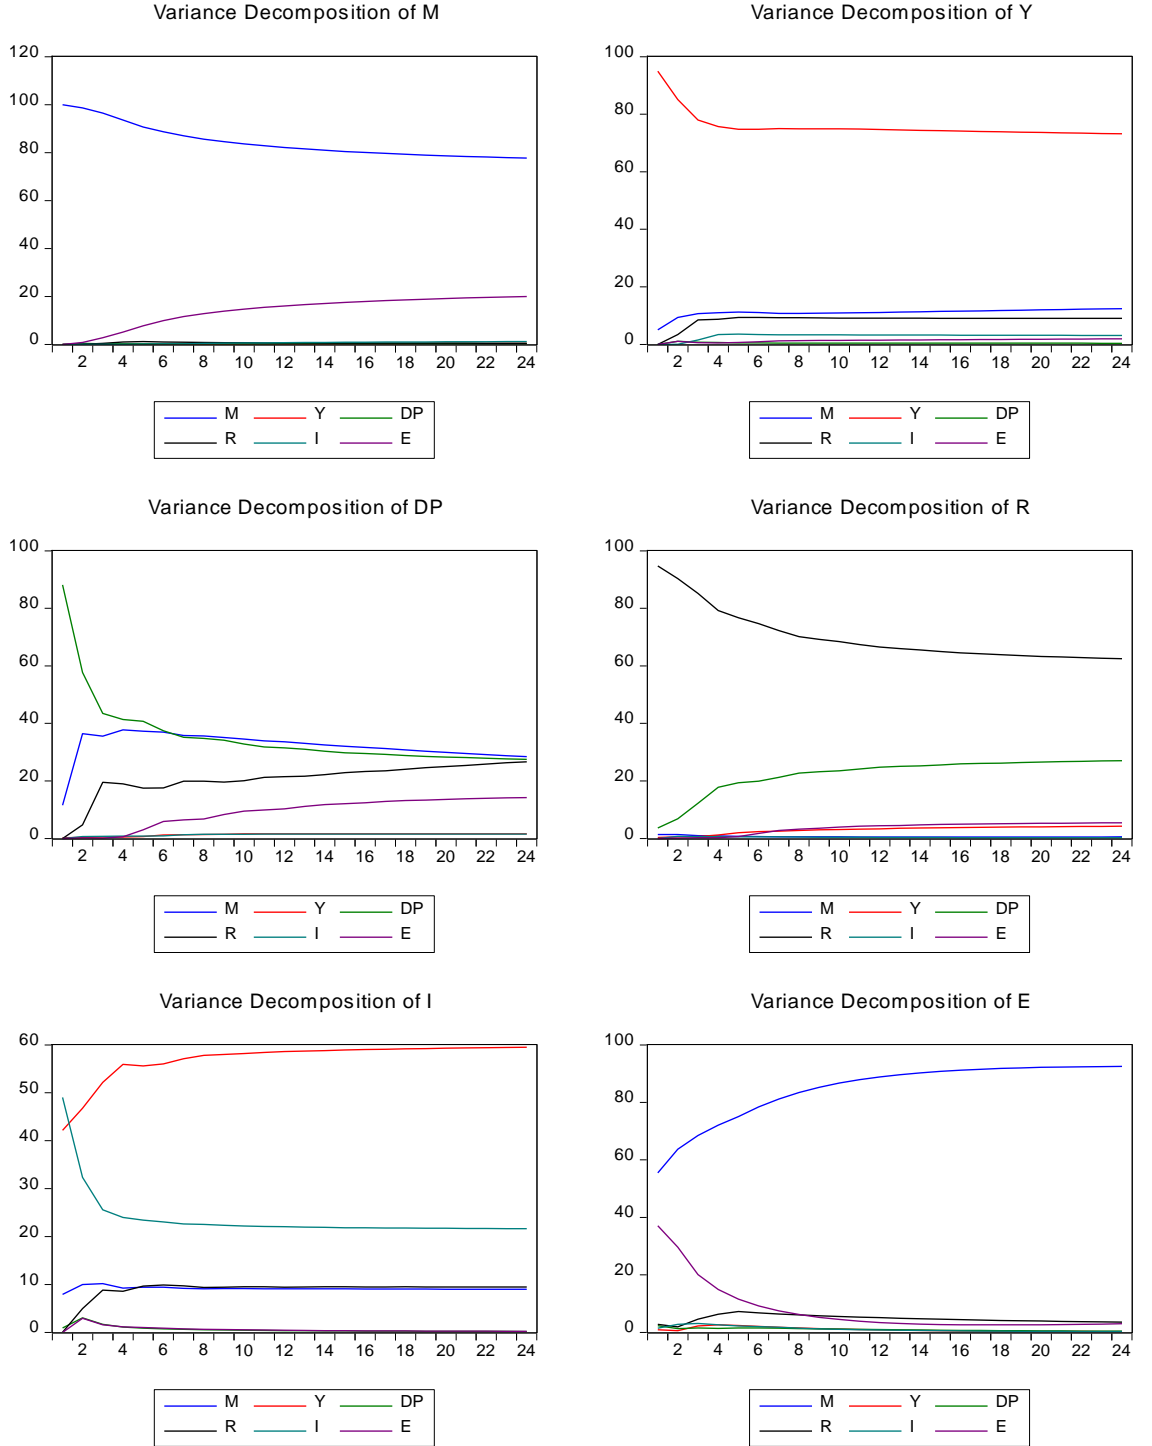 Variance Decomposition of M
120
100
80
60
40
20
0
2 4 6 8 10 12 14 16 18 20 22 24
M Y DP
R I E
Variance Decomposition of Y
100
80
60
40
20
0
2 4 6 8 10 12 14 16 18 20 22 24
M Y DP
R I E
Variance Decomposition of DP
100
80
60
40
20
0
2 4 6 8 10 12 14 16 18 20 22 24
M Y DP
R I E
Variance Decomposition of R
100
80
60
40
20
0
2 4 6 8 10 12 14 16 18 20 22 24
M Y DP
R I E
Variance Decomposition of I
60
50
40
30
20
10
0
2 4 6 8 10 12 14 16 18 20 22 24
M Y DP
R I E
Variance Decomposition of E
100
80
60
40
20
0
2 4 6 8 10 12 14 16 18 20 22 24
M Y DP
R I E